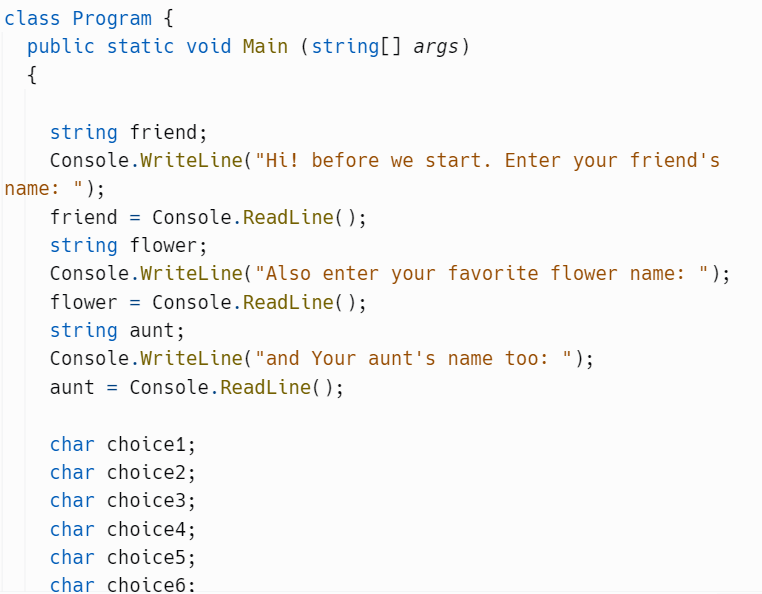 class Program {
public static void Main (string[] args)
{
string friend;
Console.WriteLine("Hi! before we start. Enter your friend's
name: ");
friend = Console.ReadLine();
string flower;
Console.WriteLine("Also enter your favorite flower name: ");
flower = Console.ReadLine();
string aunt;
Console.WriteLine("and Your aunt's name too: ");
aunt = Console.ReadLine();
char choice1;
char choice2;
char choice3;
char choice4;
char choice5;
char choice6;